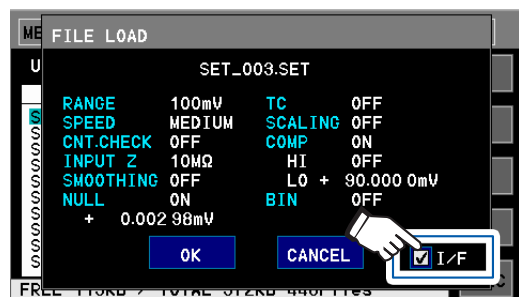 ME
FILE LOAD
U
SET_003.SET
RANGE 100mV TC OFF
SPEED MEDIUM SCALING OFF
CNT.CHECK OFF COMP ON
INPUT Z 10MΩ HI OFF
SMOOTHING OFF LO + 90.000 0mV
NULL ON BIN OFF
+ 0.002 98mV
OK CANCEL I/F